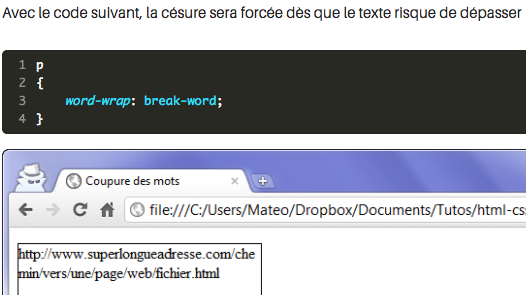 Avec le code suivant, la césure sera forcée dès que le texte risque de dépasser
1 p
2 {
3 word-wrap: break-word;
4 }
Coupure des mots
file:///C:/Users/Mateo/Dropbox/Documents/Tutos/html-css
http://www.superlongueadresse.com/che
min/vers/une/page/web/fichier.html